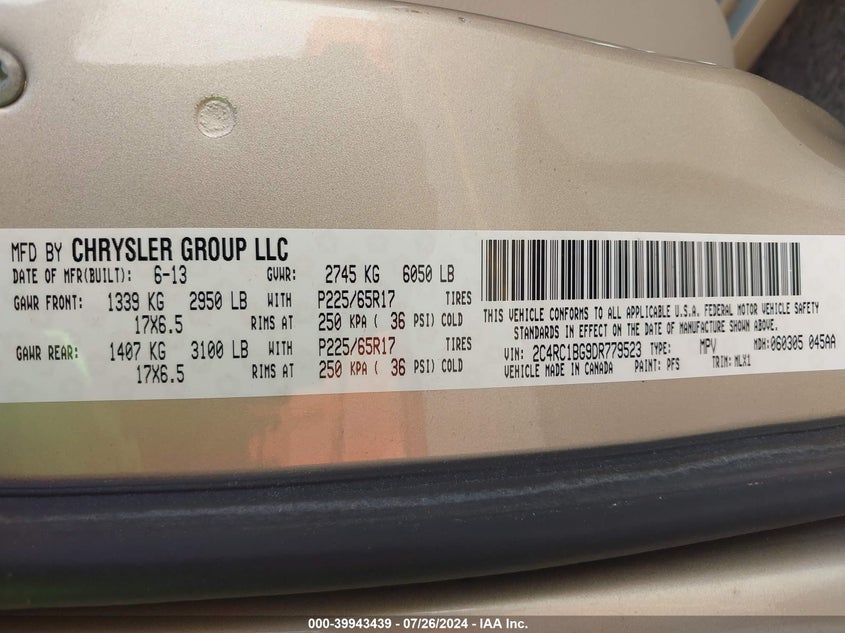 MFD BY CHRYSLER GROUP LLC
DATE OF MFR(BUILT): 6-13 GVWR: 2745 KG 6050 LB
GAWR FRONT: 1339 KG 2950 LB WITH P225/65R17 TIRES
17X6.5 RIMS AT 250 KPA ( 36 PSI) COLD
GAWR REAR: 1407 KG 3100 LB WITH P225/65R17 TIRES
17X6.5 RIMS AT 250 KPA ( 36 PSI) COLD
THIS VEHICLE CONFORMS TO ALL APPLICABLE U.S.A. FEDERAL MOTOR VEHICLE SAFETY
STANDARDS IN EFFECT ON THE DATE OF MANUFACTURE SHOWN ABOVE.
VIN: 2C4RC1BG9DR779523 TYPE: MPV MDH:060305 045AA
VEHICLE MADE IN CANADA PAINT: PFS TRIM: MLX1
000-39943439 - 07/26/2024 - IAA Inc.